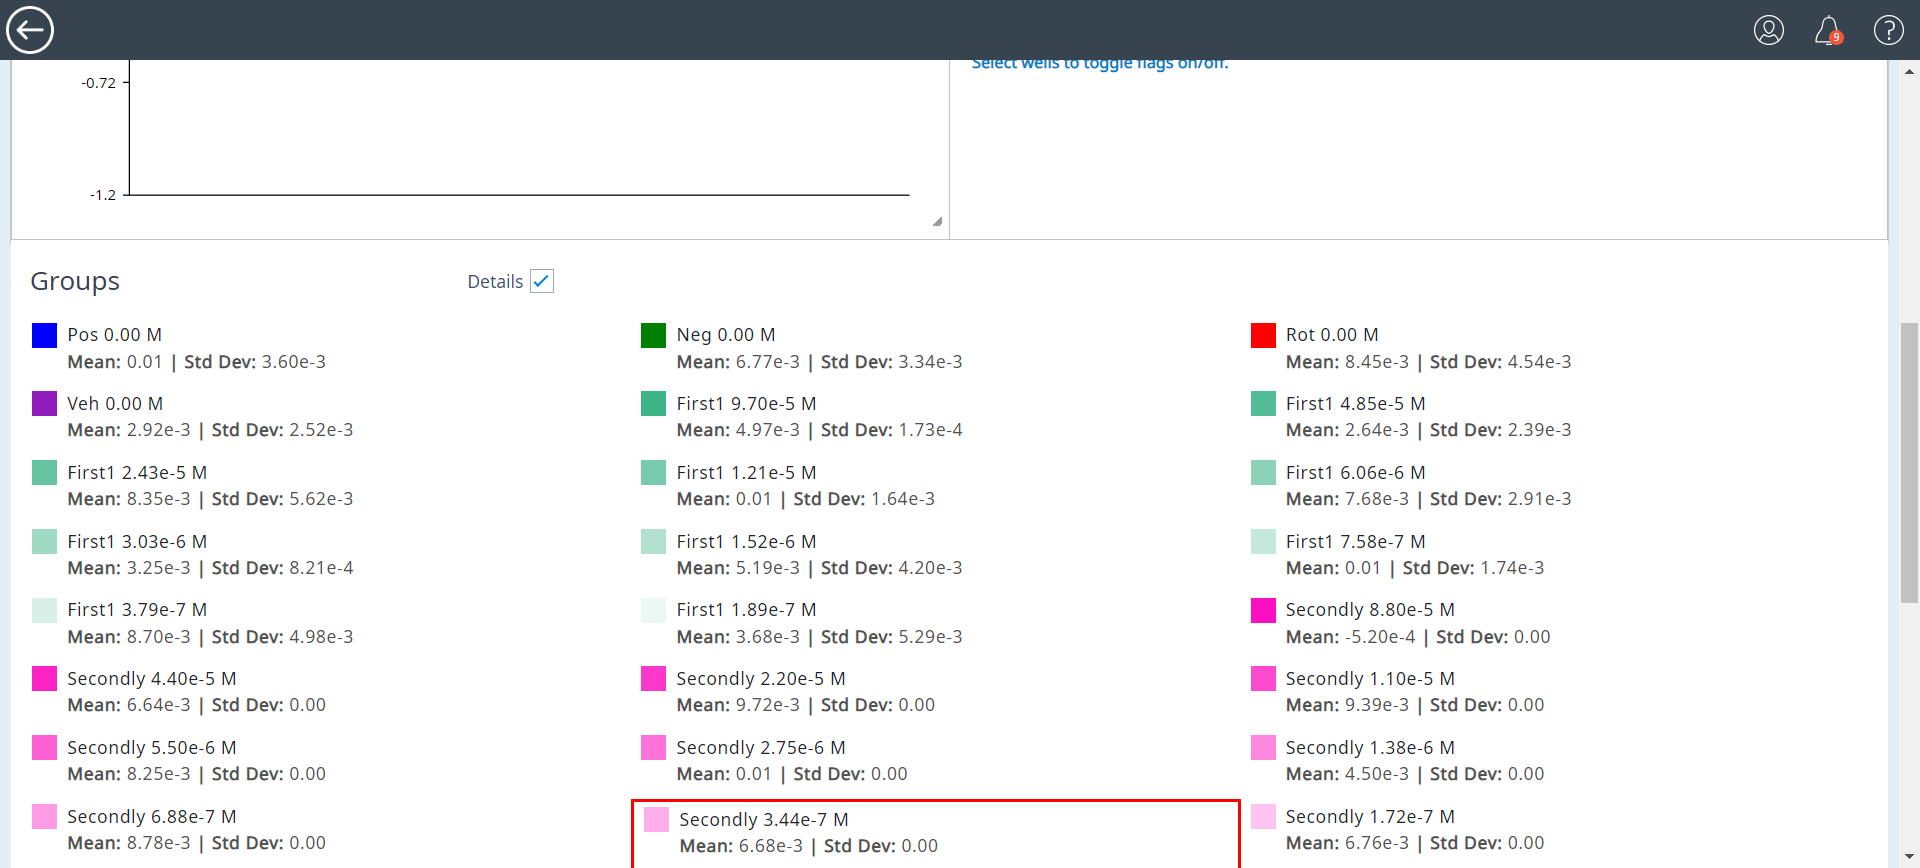 9
?
Select wells to toggle flags on/off.
-0.72
-1.2
Groups
Details
Pos 0.00 M
Mean: 0.01 | Std Dev: 3.60e-3
Neg 0.00 M
Mean: 6.77e-3 | Std Dev: 3.34e-3
Rot 0.00 M
Mean: 8.45e-3 | Std Dev: 4.54e-3
Veh 0.00 M
Mean: 2.92e-3 | Std Dev: 2.52e-3
First1 9.70e-5 M
Mean: 4.97e-3 | Std Dev: 1.73e-4
First1 4.85e-5 M
Mean: 2.64e-3 | Std Dev: 2.39e-3
First1 2.43e-5 M
Mean: 8.35e-3 | Std Dev: 5.62e-3
First1 1.21e-5 M
Mean: 0.01 | Std Dev: 1.64e-3
First1 6.06e-6 M
Mean: 7.68e-3 | Std Dev: 2.91e-3
First1 3.03e-6 M
Mean: 3.25e-3 | Std Dev: 8.21e-4
First1 1.52e-6 M
Mean: 5.19e-3 | Std Dev: 4.20e-3
First1 7.58e-7 M
Mean: 0.01 | Std Dev: 1.74e-3
First1 3.79e-7 M
Mean: 8.70e-3 | Std Dev: 4.98e-3
First1 1.89e-7 M
Mean: 3.68e-3 | Std Dev: 5.29e-3
Secondly 8.80e-5 M
Mean: -5.20e-4 | Std Dev: 0.00
Secondly 4.40e-5 M
Mean: 6.64e-3 | Std Dev: 0.00
Secondly 2.20e-5 M
Mean: 9.72e-3 | Std Dev: 0.00
Secondly 1.10e-5 M
Mean: 9.39e-3 | Std Dev: 0.00
Secondly 5.50e-6 M
Mean: 8.25e-3 | Std Dev: 0.00
Secondly 2.75e-6 M
Mean: 0.01 | Std Dev: 0.00
Secondly 1.38e-6 M
Mean: 4.50e-3 | Std Dev: 0.00
Secondly 6.88e-7 M
Mean: 8.78e-3 | Std Dev: 0.00
Secondly 3.44e-7 M
Mean: 6.68e-3 | Std Dev: 0.00
Secondly 1.72e-7 M
Mean: 6.76e-3 | Std Dev: 0.00